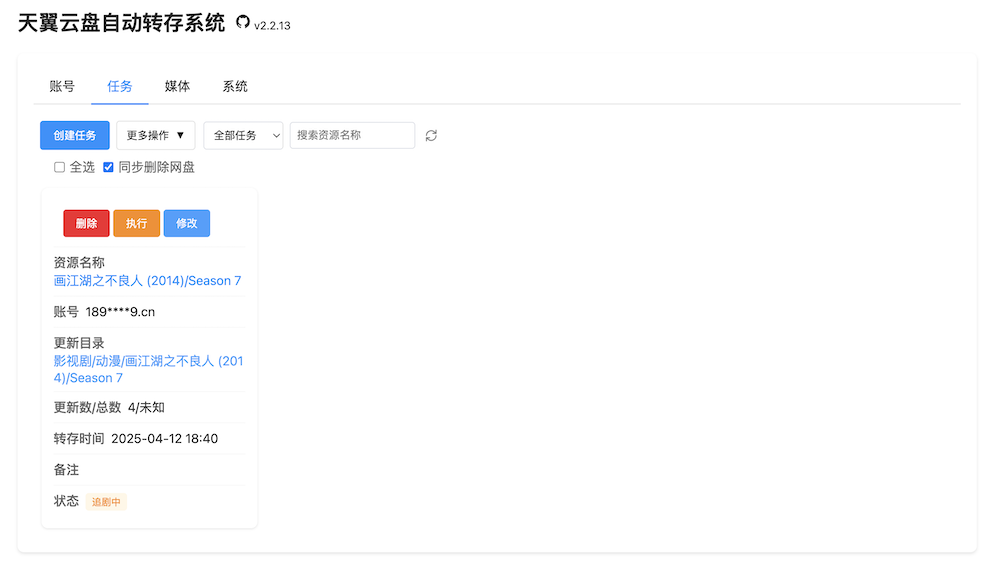 天翼云盘自动转存系统 v2.2.13
账号 任务 媒体 系统
创建任务 更多操作 ▼ 全部任务 搜索资源名称
全选 同步删除网盘
删除 执行 修改
资源名称
画江湖之不良人 (2014)/Season 7
账号 189****9.cn
更新目录
影视剧/动漫/画江湖之不良人 (201
4)/Season 7
更新数/总数 4/未知
转存时间 2025-04-12 18:40
备注
状态 追剧中